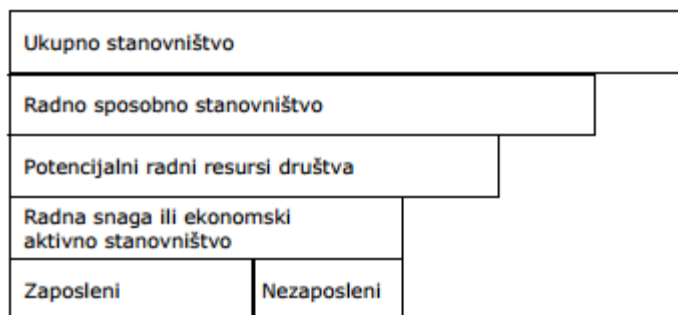 Ukupno stanovništvo
Radno sposobno stanovništvo
Potencijalni radni resursi društva
Radna snaga ili ekonomski
aktivno stanovništvo
Zaposleni
Nezaposleni